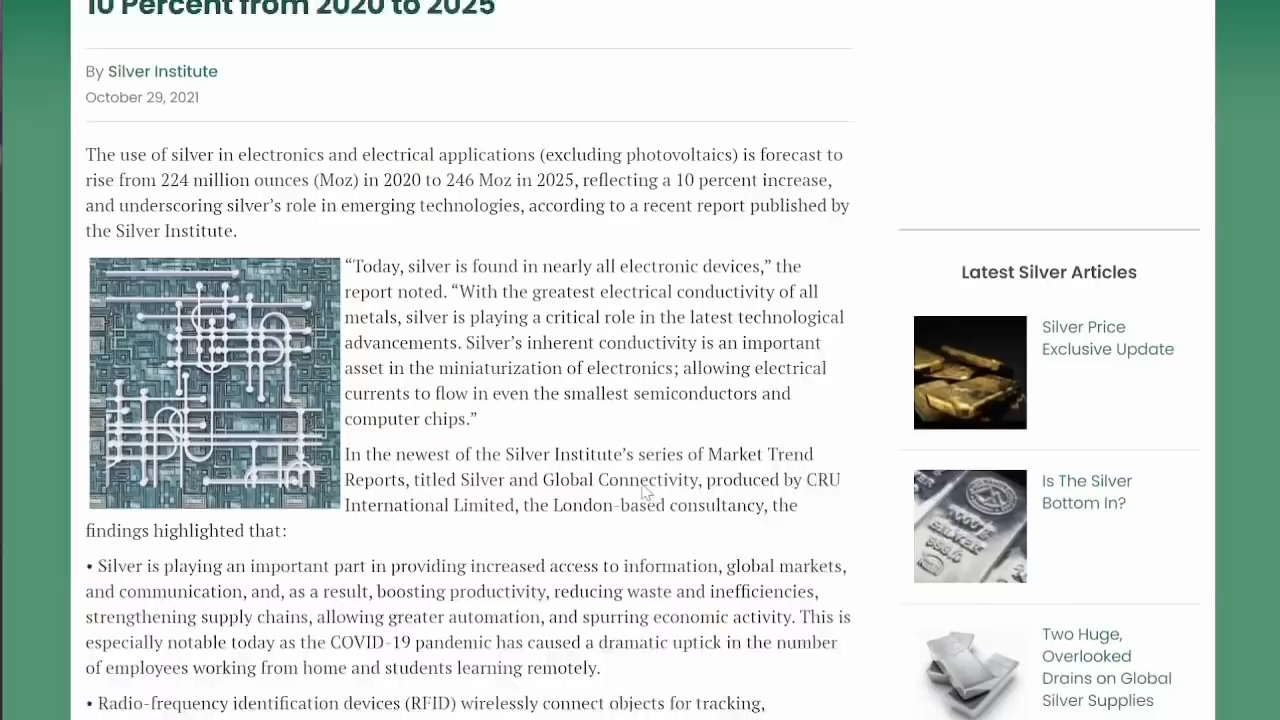 10 Percent from 2020 to 2025
By Silver Institute
October 29, 2021
The use of silver in electronics and electrical applications (excluding photovoltaics) is forecast to
rise from 224 million ounces (Moz) in 2020 to 246 Moz in 2025, reflecting a 10 percent increase,
and underscoring silver’s role in emerging technologies, according to a recent report published by
the Silver Institute.
“Today, silver is found in nearly all electronic devices,” the
report noted. “With the greatest electrical conductivity of all
metals, silver is playing a critical role in the latest technological
advancements. Silver’s inherent conductivity is an important
asset in the miniaturization of electronics; allowing electrical
currents to flow in even the smallest semiconductors and
computer chips.”
In the newest of the Silver Institute’s series of Market Trend
Reports, titled Silver and Global Connectivity, produced by CRU
International Limited, the London-based consultancy, the
findings highlighted that:
• Silver is playing an important part in providing increased access to information, global markets,
and communication, and, as a result, boosting productivity, reducing waste and inefficiencies,
strengthening supply chains, allowing greater automation, and spurring economic activity. This is
especially notable today as the COVID-19 pandemic has caused a dramatic uptick in the number
of employees working from home and students learning remotely.
• Radio-frequency identification devices (RFID) wirelessly connect objects for tracking,
Latest Silver Articles
Silver Price
Exclusive Update
Is The Silver
Bottom In?
Two Huge,
Overlooked
Drains on Global
Silver Supplies